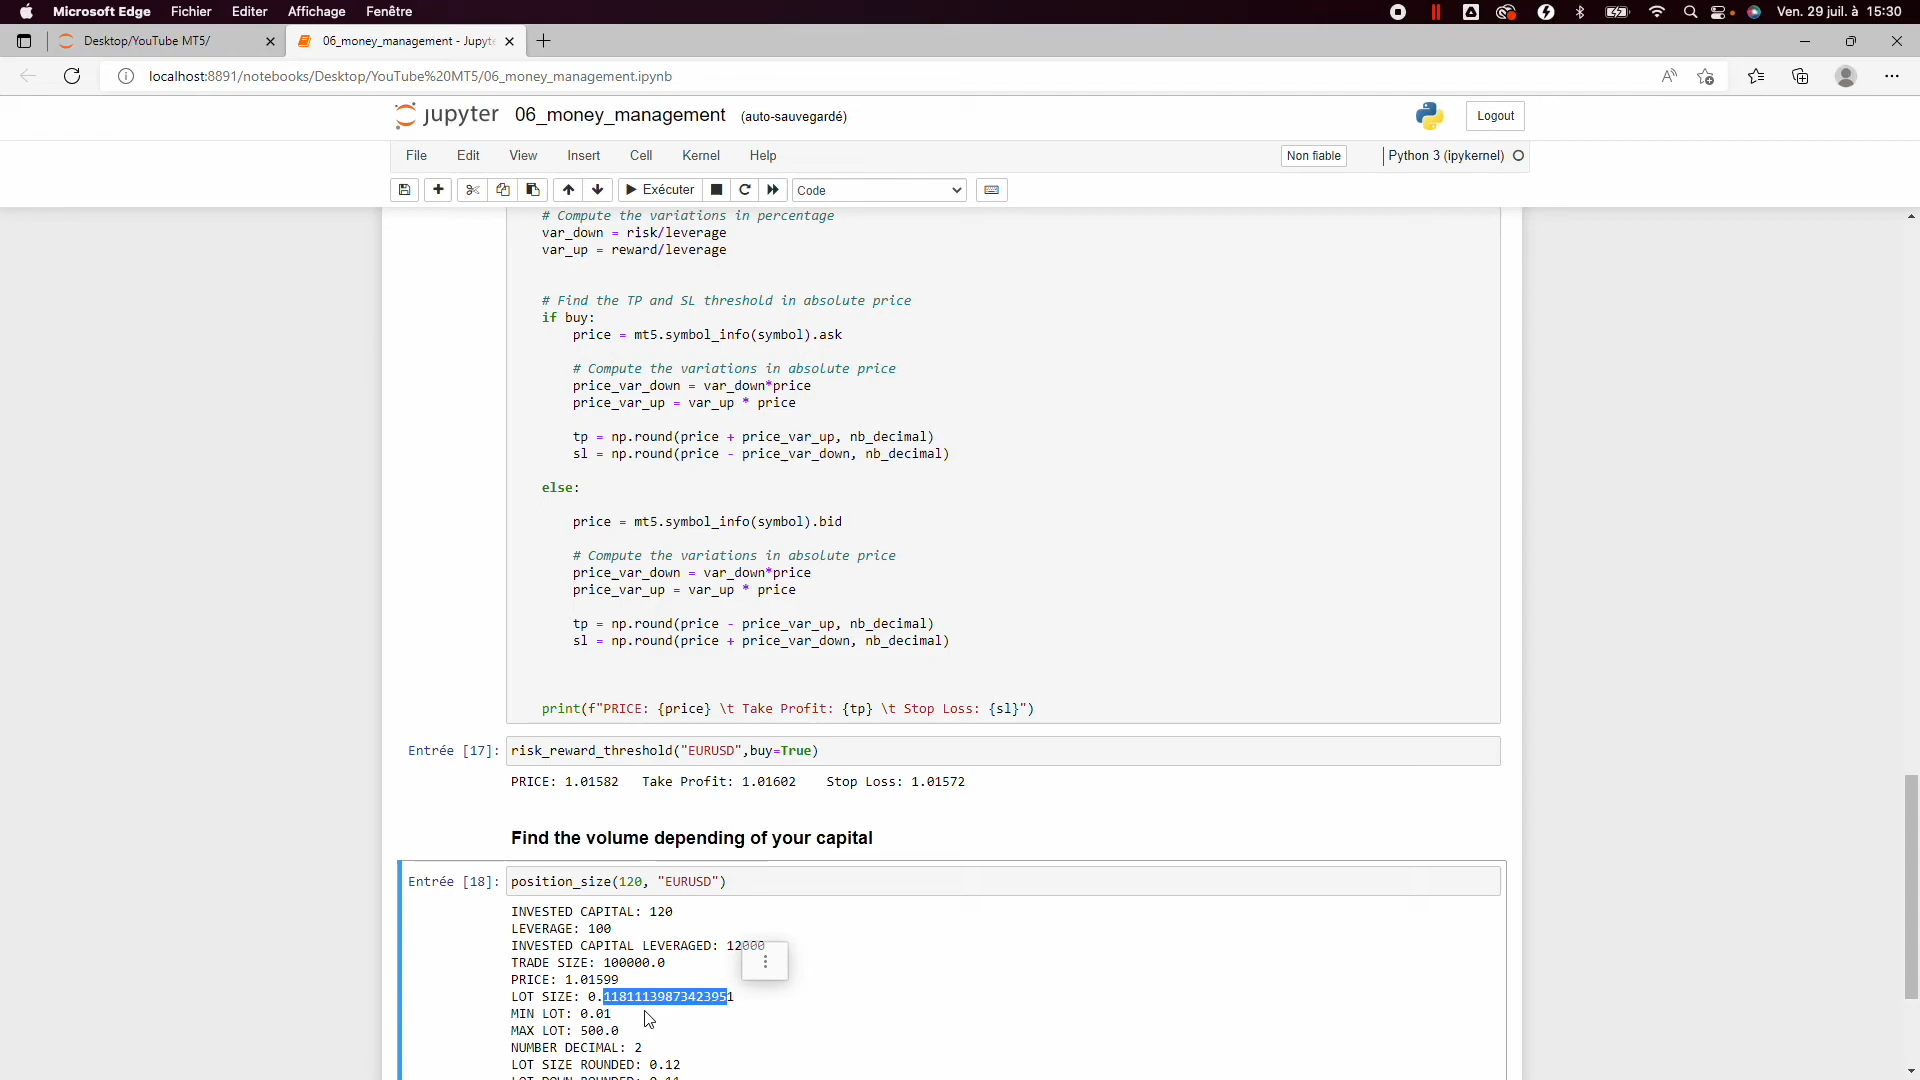 Microsoft Edge Fichier Editer Affichage Fenêtre Ven. 29 juil. à 15:30
Desktop/YouTube MT5/ 06_money_management - Jupyte
localhost:8891/notebooks/Desktop/YouTube%20MT5/06_money_management.ipynb
jupyter 06_money_management (auto-sauvegardé) Logout
File Edit View Insert Cell Kernel Help Non fiable Python 3 (ipykernel)
Exécuter Code
# Compute the variations in percentage
var_down = risk/leverage
var_up = reward/leverage
# Find the TP and SL threshold in absolute price
if buy:
price = mt5.symbol_info(symbol).ask
# Compute the variations in absolute price
price_var_down = var_down*price
price_var_up = var_up * price
tp = np.round(price + price_var_up, nb_decimal)
sl = np.round(price - price_var_down, nb_decimal)
else:
price = mt5.symbol_info(symbol).bid
# Compute the variations in absolute price
price_var_down = var_down*price
price_var_up = var_up * price
tp = np.round(price - price_var_up, nb_decimal)
sl = np.round(price + price_var_down, nb_decimal)
print(f"PRICE: {price} \t Take Profit: {tp} \t Stop Loss: {sl}")
Entrée [17]: risk_reward_threshold("EURUSD",buy=True)
PRICE: 1.01582 Take Profit: 1.01602 Stop Loss: 1.01572
Find the volume depending of your capital
Entrée [18]: position_size(120, "EURUSD")
INVESTED CAPITAL: 120
LEVERAGE: 100
INVESTED CAPITAL LEVERAGED: 12000
TRADE SIZE: 100000.0
PRICE: 1.01599
LOT SIZE: 0.11811139873423951
MIN LOT: 0.01
MAX LOT: 500.0
NUMBER DECIMAL: 2
LOT SIZE ROUNDED: 0.12
LOT DOWN ROUNDED: 0.11